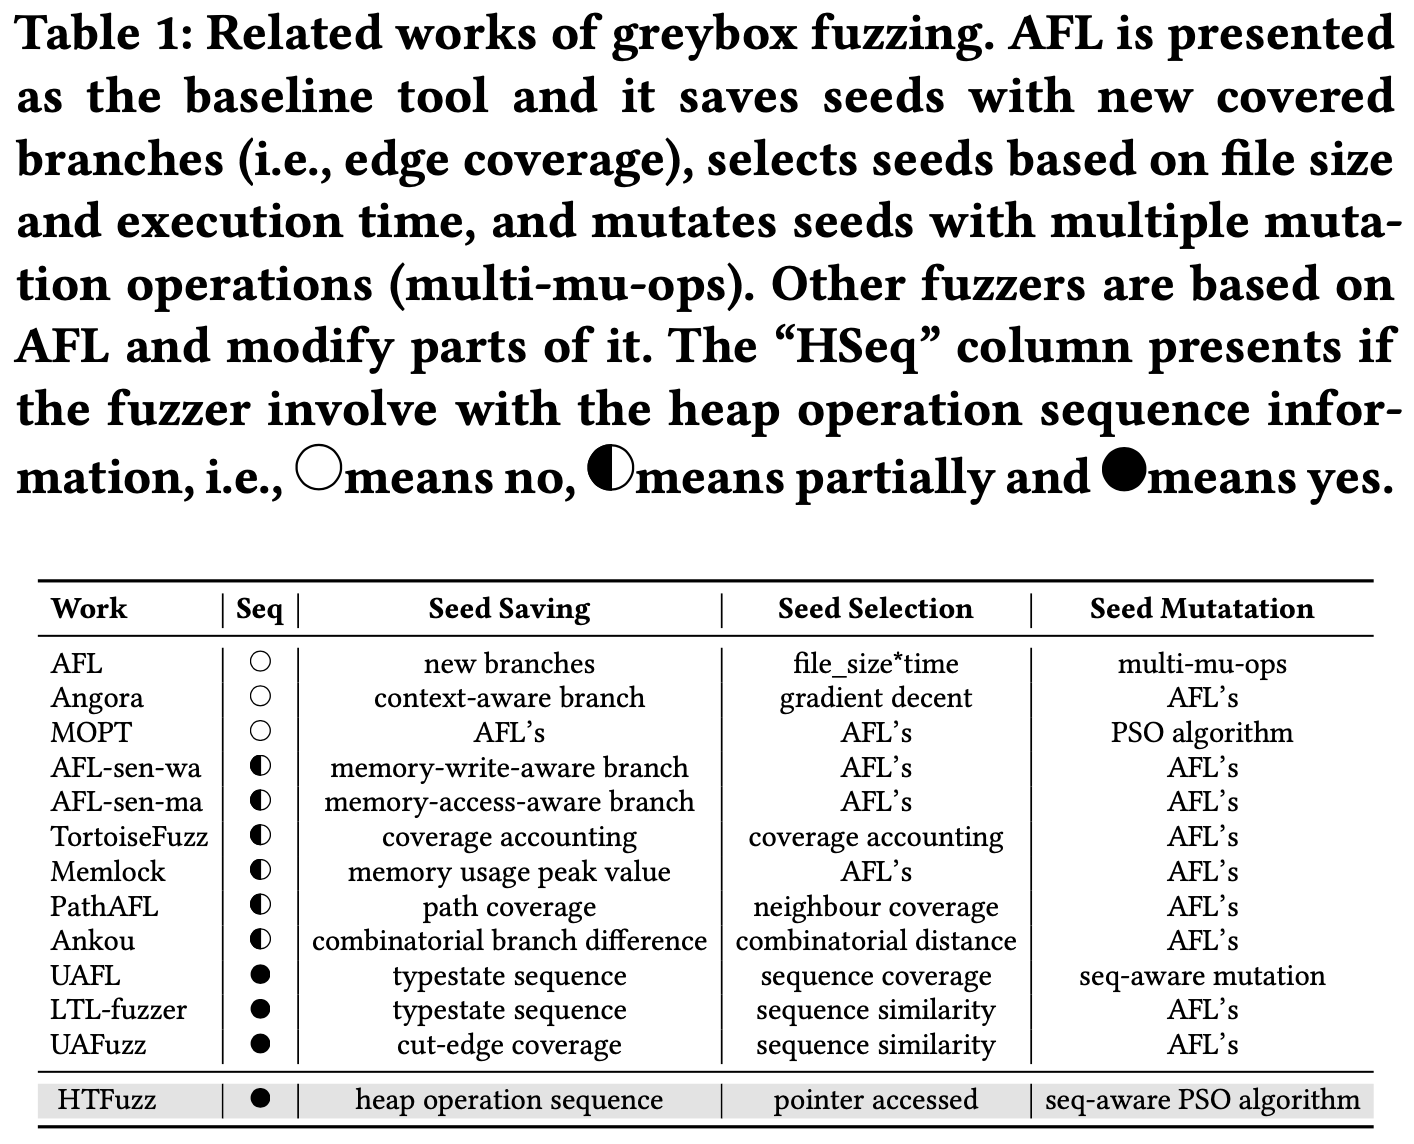 Table 1: Related works of greybox fuzzing. AFL is presented
as the baseline tool and it saves seeds with new covered
branches (i.e., edge coverage), selects seeds based on file size
and execution time, and mutates seeds with multiple muta-
tion operations (multi-mu-ops). Other fuzzers are based on
AFL and modify parts of it. The “HSeq” column presents if
the fuzzer involve with the heap operation sequence infor-
mation, i.e., ○means no, ◐means partially and ●means yes.
Work | Seq | Seed Saving | Seed Selection | Seed Mutatation
AFL | ○ | new branches | file_size*time | multi-mu-ops
Angora | ○ | context-aware branch | gradient decent | AFL’s
MOPT | ○ | AFL’s | AFL’s | PSO algorithm
AFL-sen-wa | ◐ | memory-write-aware branch | AFL’s | AFL’s
AFL-sen-ma | ◐ | memory-access-aware branch | AFL’s | AFL’s
TortoiseFuzz | ◐ | coverage accounting | coverage accounting | AFL’s
Memlock | ◐ | memory usage peak value | AFL’s | AFL’s
PathAFL | ◐ | path coverage | neighbour coverage | AFL’s
Ankou | ◐ | combinatorial branch difference | combinatorial distance | AFL’s
UAFL | ● | typestate sequence | sequence coverage | seq-aware mutation
LTL-fuzzer | ● | typestate sequence | sequence similarity | AFL’s
UAFuzz | ● | cut-edge coverage | sequence similarity | AFL’s
HTFuzz | ● | heap operation sequence | pointer accessed | seq-aware PSO algorithm